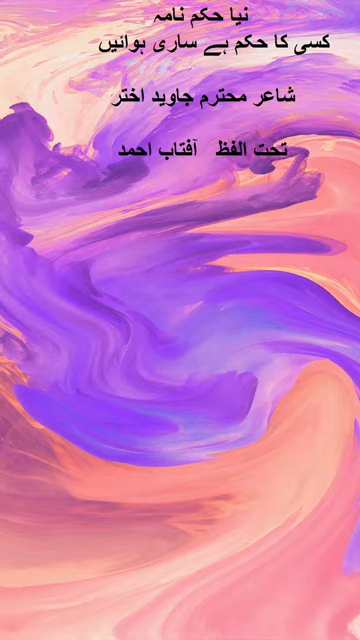 نیا حکم نامہ
کسی کا حکم ہے ساری ہوائیں
شاعر محترم جاوید اختر
تحت الفظ آفتاب احمد